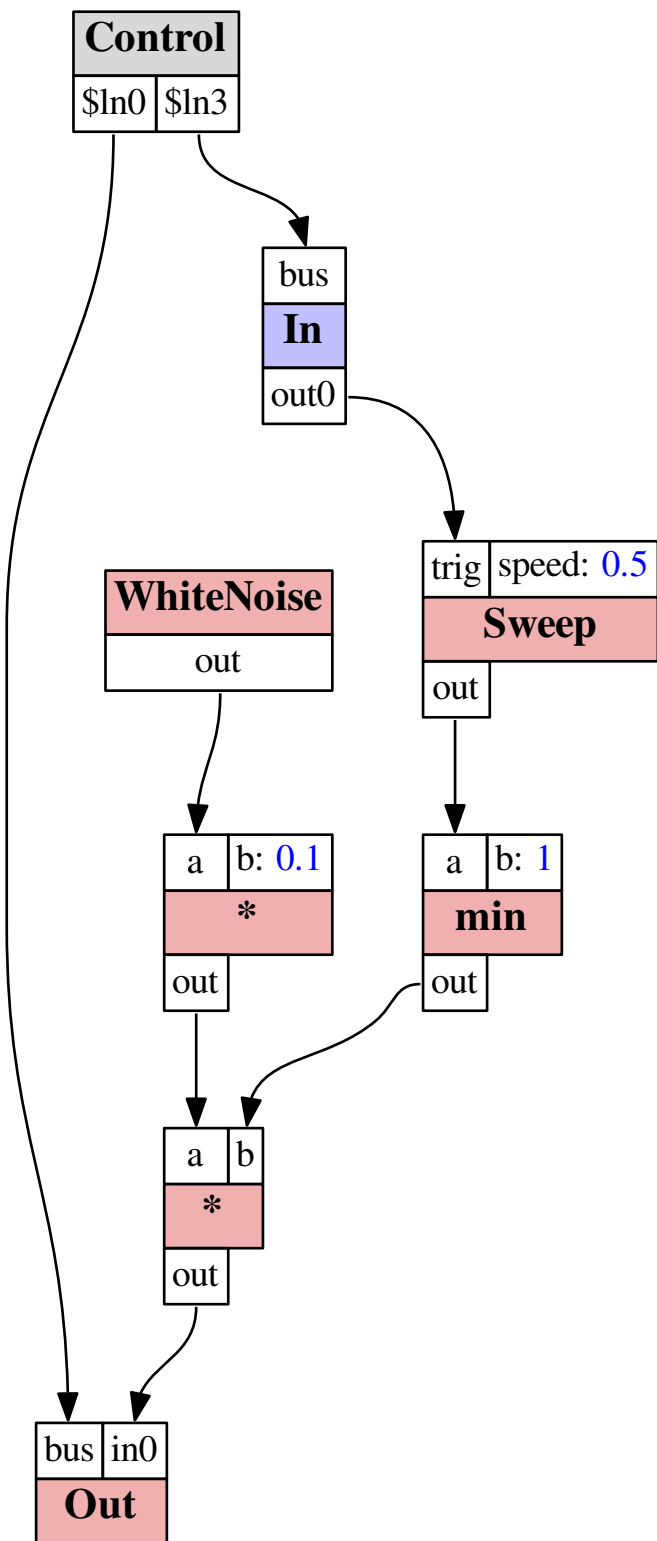 Control
$ln0 $ln3
bus
In
out0
trig speed: 0.5
Sweep
out
WhiteNoise
out
a b: 0.1
*
out
a b: 1
min
out
a b
*
out
bus in0
Out